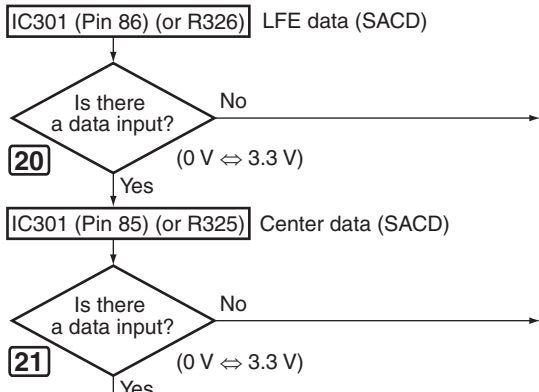 IC301 (Pin 86) (or R326) LFE data (SACD)
Is there
a data input?
No
20
(0 V ⇔ 3.3 V)
Yes
IC301 (Pin 85) (or R325) Center data (SACD)
Is there
a data input?
No
21
(0 V ⇔ 3.3 V)
Yes